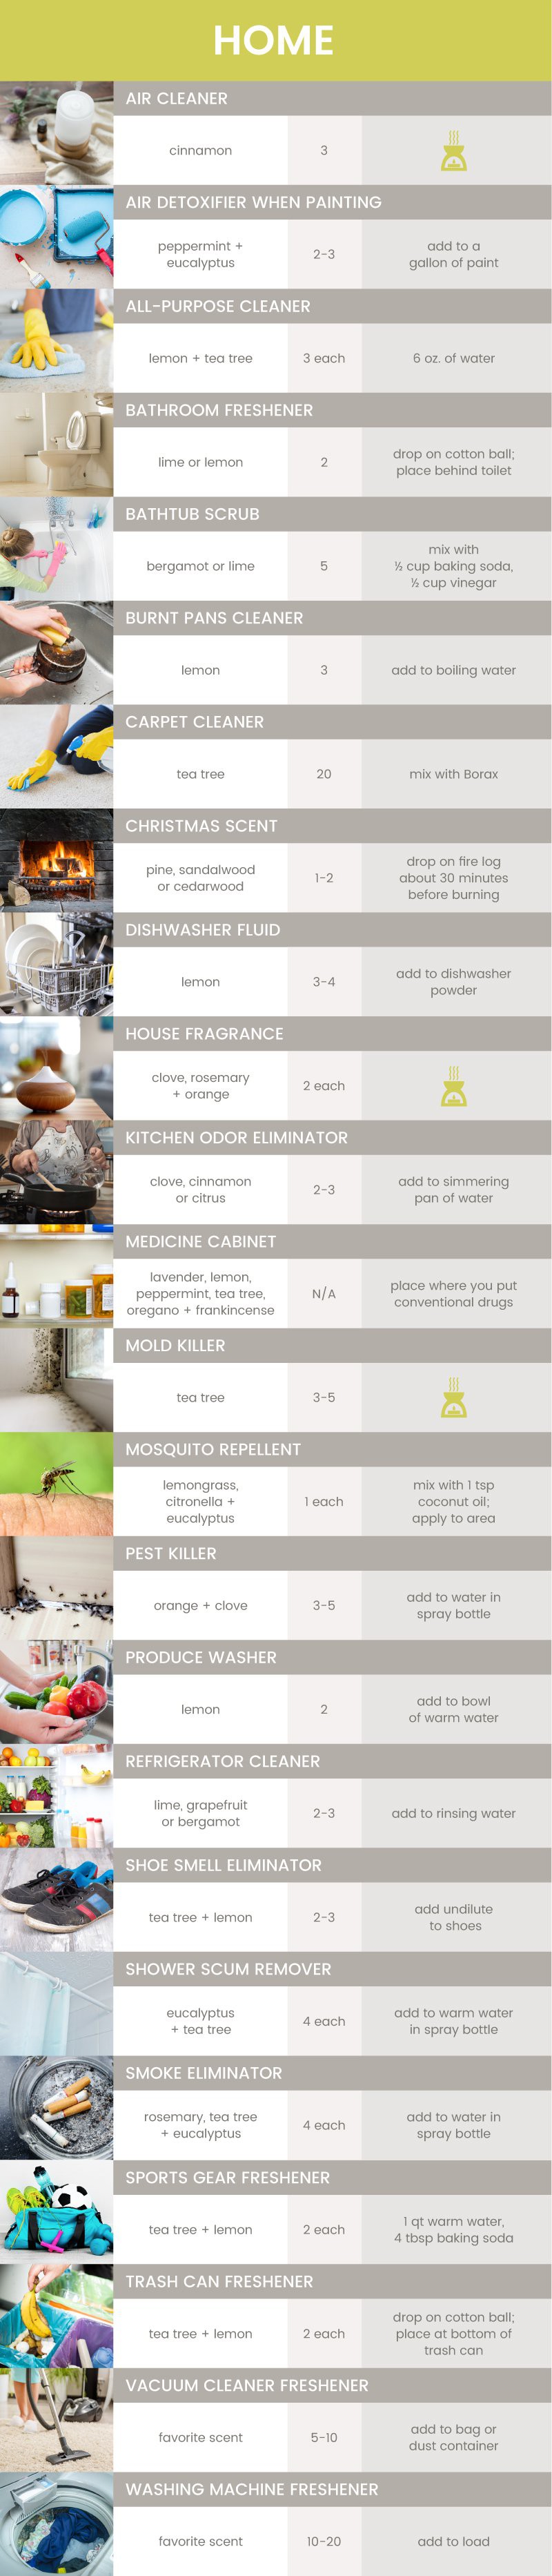 HOME
AIR CLEANER
cinnamon
3
AIR DETOXIFIER WHEN PAINTING
peppermint +
eucalyptus
2-3
add to a
gallon of paint
ALL-PURPOSE CLEANER
lemon + tea tree
3 each
6 oz. of water
BATHROOM FRESHENER
lime or lemon
2
drop on cotton ball;
place behind toilet
BATHTUB SCRUB
bergamot or lime
5
mix with
½ cup baking soda,
½ cup vinegar
BURNT PANS CLEANER
lemon
3
add to boiling water
CARPET CLEANER
tea tree
20
mix with Borax
CHRISTMAS SCENT
pine, sandalwood
or cedarwood
1-2
drop on fire log
about 30 minutes
before burning
DISHWASHER FLUID
lemon
3-4
add to dishwasher
powder
HOUSE FRAGRANCE
clove, rosemary
+ orange
2 each
KITCHEN ODOR ELIMINATOR
clove, cinnamon
or citrus
2-3
add to simmering
pan of water
MEDICINE CABINET
lavender, lemon,
peppermint, tea tree,
oregano + frankincense
N/A
place where you put
conventional drugs
MOLD KILLER
tea tree
3-5
MOSQUITO REPELLENT
lemongrass,
citronella +
eucalyptus
1 each
mix with 1 tsp
coconut oil;
apply to area
PEST KILLER
orange + clove
3-5
add to water in
spray bottle
PRODUCE WASHER
lemon
2
add to bowl
of warm water
REFRIGERATOR CLEANER
lime, grapefruit
or bergamot
2-3
add to rinsing water
SHOE SMELL ELIMINATOR
tea tree + lemon
2-3
add undilute
to shoes
SHOWER SCUM REMOVER
eucalyptus
+ tea tree
4 each
add to warm water
in spray bottle
SMOKE ELIMINATOR
rosemary, tea tree
+ eucalyptus
4 each
add to water in
spray bottle
SPORTS GEAR FRESHENER
tea tree + lemon
2 each
1 qt warm water,
4 tbsp baking soda
TRASH CAN FRESHENER
tea tree + lemon
2 each
drop on cotton ball;
place at bottom of
trash can
VACUUM CLEANER FRESHENER
favorite scent
5-10
add to bag or
dust container
WASHING MACHINE FRESHENER
favorite scent
10-20
add to load